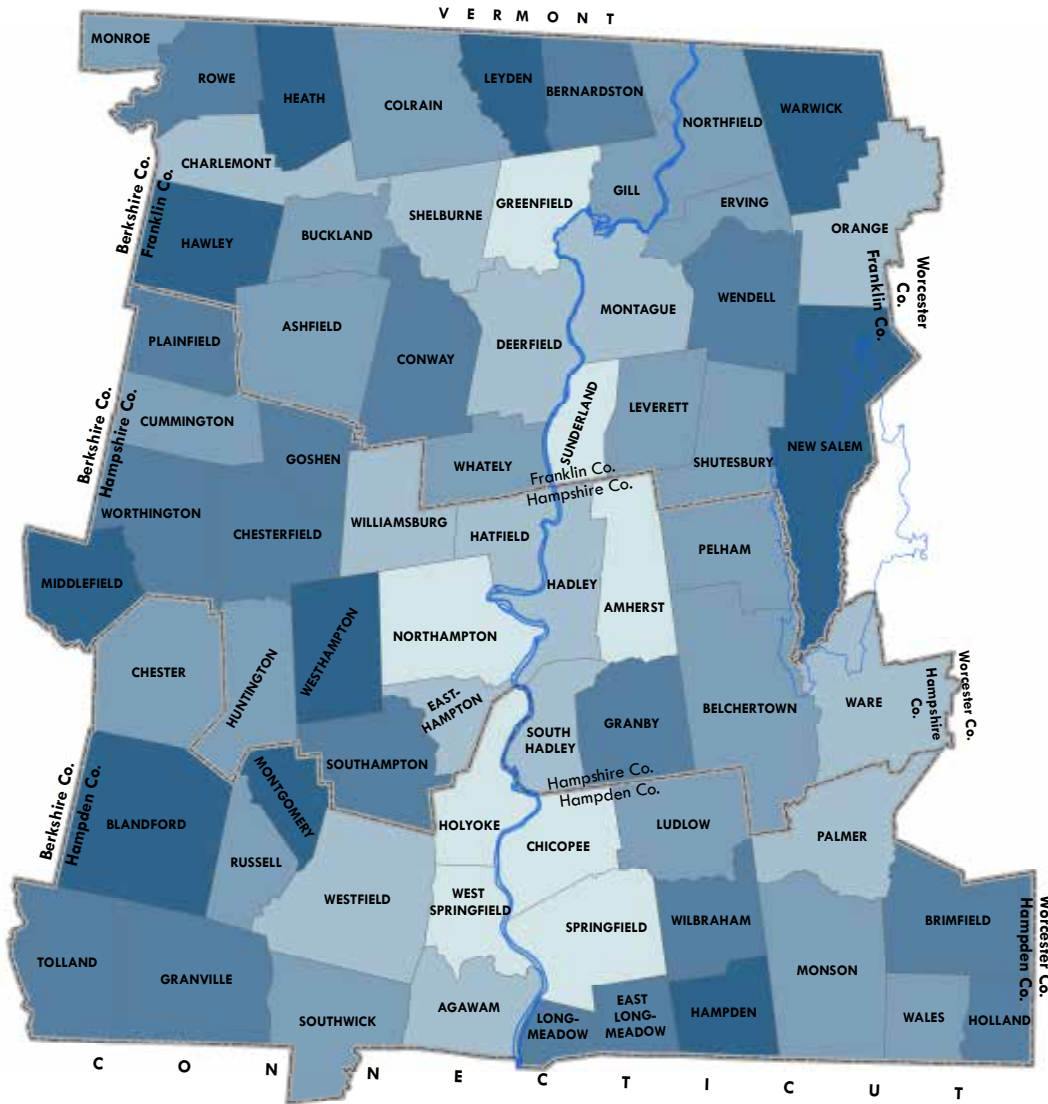 VERMONT
MONROE
ROWE
HEATH
COLRAIN
LEYDEN
BERNARDSTON
NORTHFIELD
WARWICK
CHARLEMONT
SHELBURNE
GREENFIELD
GILL
ERVING
ORANGE
Berkshire Co.
Franklin Co.
HAWLEY
BUCKLAND
Worcester
Co.
Franklin Co.
PLAINFIELD
ASHFIELD
CONWAY
DEERFIELD
MONTAGUE
WENDELL
CUMMINGTON
GOSHEN
WHATELY
SUNDERLAND
LEVERETT
SHUTESBURY
NEW SALEM
Berkshire Co.
Hampshire Co.
Franklin Co.
Hampshire Co.
WORTHINGTON
CHESTERFIELD
WILLIAMSBURG
HATFIELD
PELHAM
MIDDLEFIELD
HADLEY
AMHERST
NORTHAMPTON
WESTHAMPTON
CHESTER
HUNTINGTON
EAST-
HAMPTON
SOUTH
HADLEY
GRANBY
BELCHERTOWN
WARE
Hampshire
Co.
Worcester Co.
SOUTHAMPTON
MONTGOMERY
Hampshire Co.
Hampden Co.
Berkshire Co.
Hampden Co.
BLANDFORD
RUSSELL
HOLYOKE
CHICOPEE
LUDLOW
PALMER
WESTFIELD
WEST
SPRINGFIELD
SPRINGFIELD
WILBRAHAM
BRIMFIELD
Hampden Co.
Worcester Co.
TOLLAND
GRANVILLE
SOUTHWICK
AGAWAM
LONG-
MEADOW
EAST
LONG-
MEADOW
HAMPDEN
MONSON
WALES
HOLLAND
CONNECTICUT